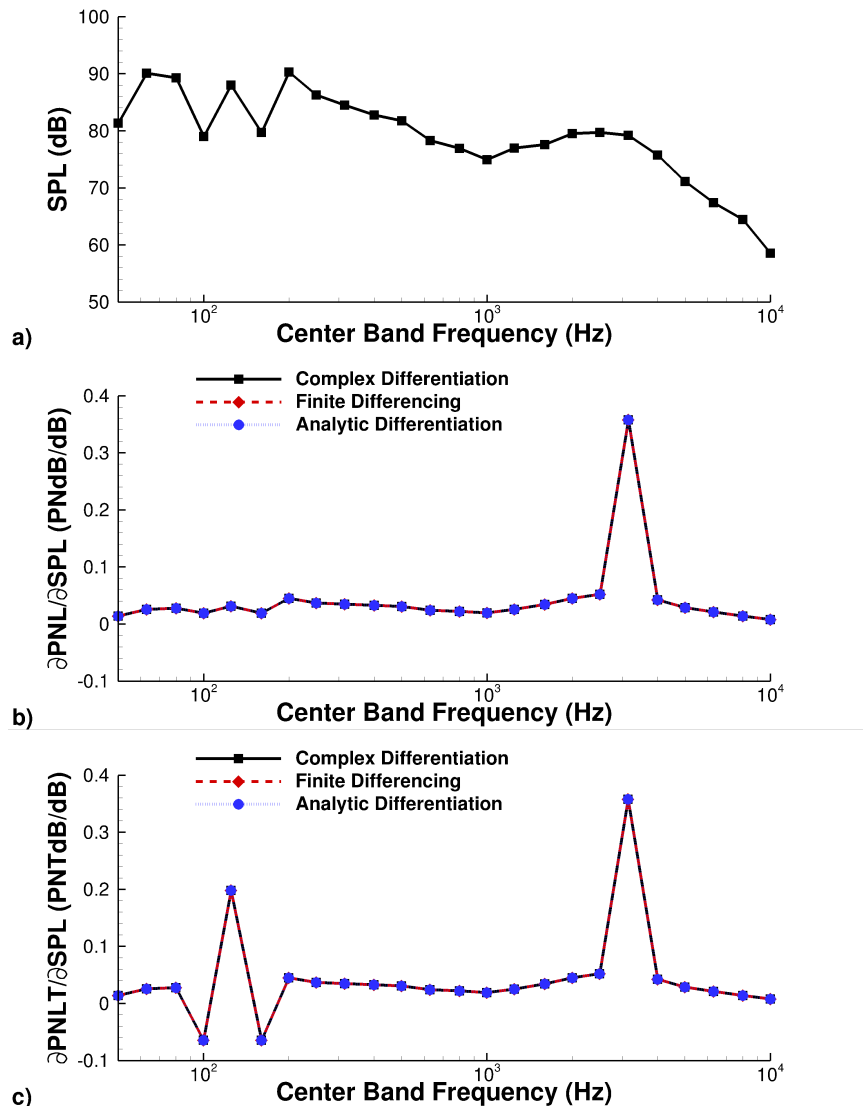 100
90
80
70
60
50
SPL (dB)
10² 10³ 10⁴
Center Band Frequency (Hz)
a)
Complex Differentiation
Finite Differencing
Analytic Differentiation
0.4
0.3
0.2
0.1
0
-0.1
∂PNL/∂SPL (PNdB/dB)
10² 10³ 10⁴
Center Band Frequency (Hz)
b)
Complex Differentiation
Finite Differencing
Analytic Differentiation
0.4
0.3
0.2
0.1
0
-0.1
∂PNLT/∂SPL (PNTdB/dB)
10² 10³ 10⁴
Center Band Frequency (Hz)
c)